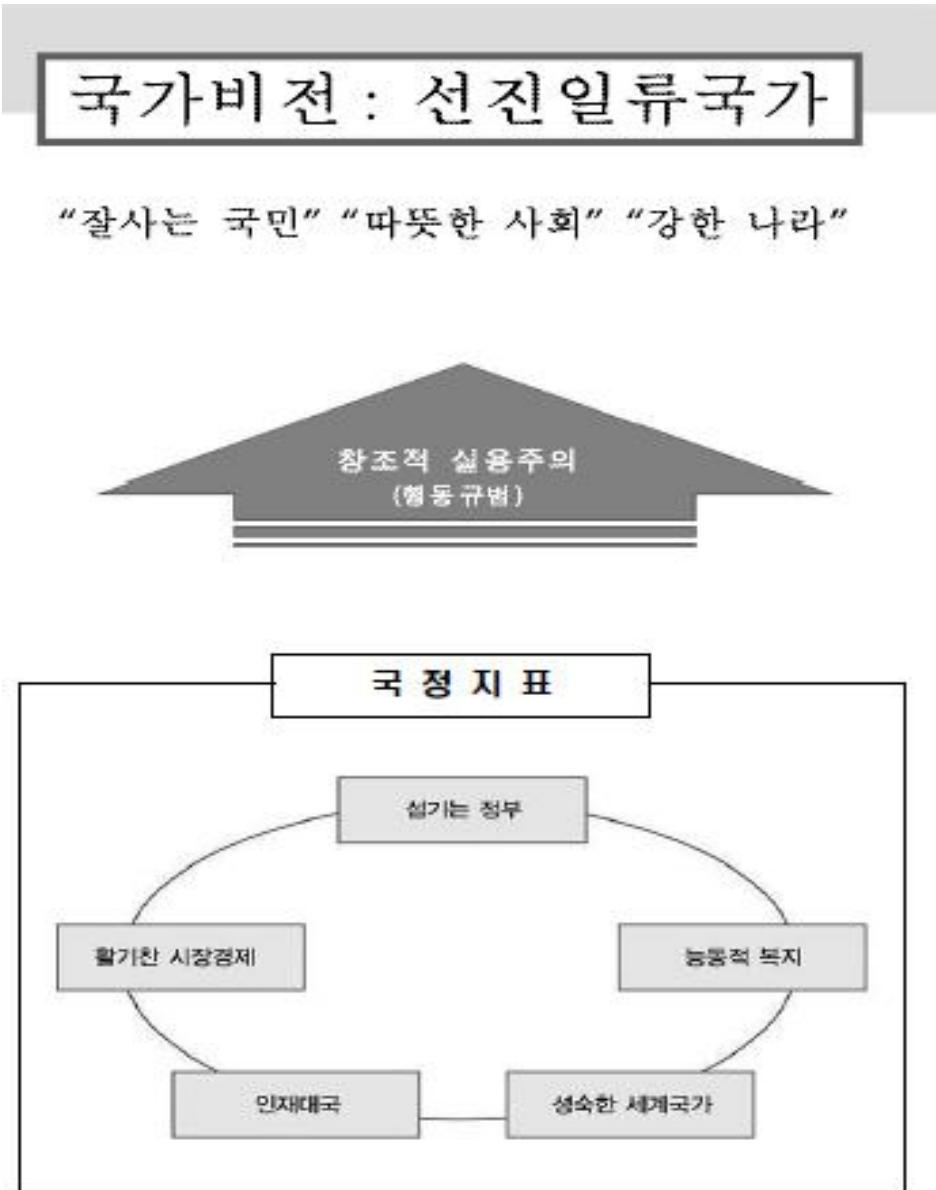 국가비전 : 선진일류국가
“잘사는 국민” “따뜻한 사회” “강한 나라”
창조적 실용주의
(행동규범)
국 정 지 표
섬기는 정부
활기찬 시장경제
능동적 복지
인재대국
성숙한 세계국가